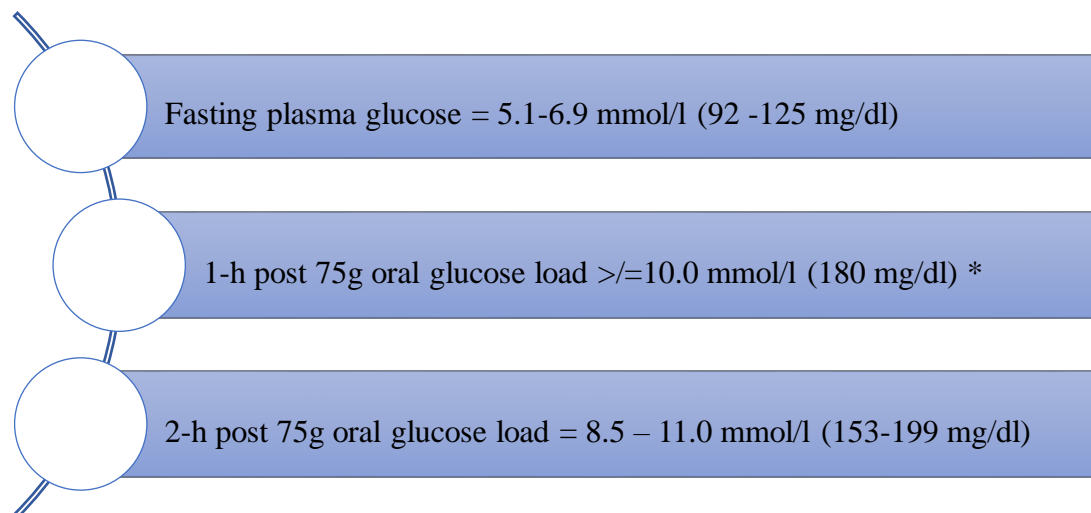 Fasting plasma glucose = 5.1-6.9 mmol/l (92 -125 mg/dl)
1-h post 75g oral glucose load >/=10.0 mmol/l (180 mg/dl) *
2-h post 75g oral glucose load = 8.5 – 11.0 mmol/l (153-199 mg/dl)